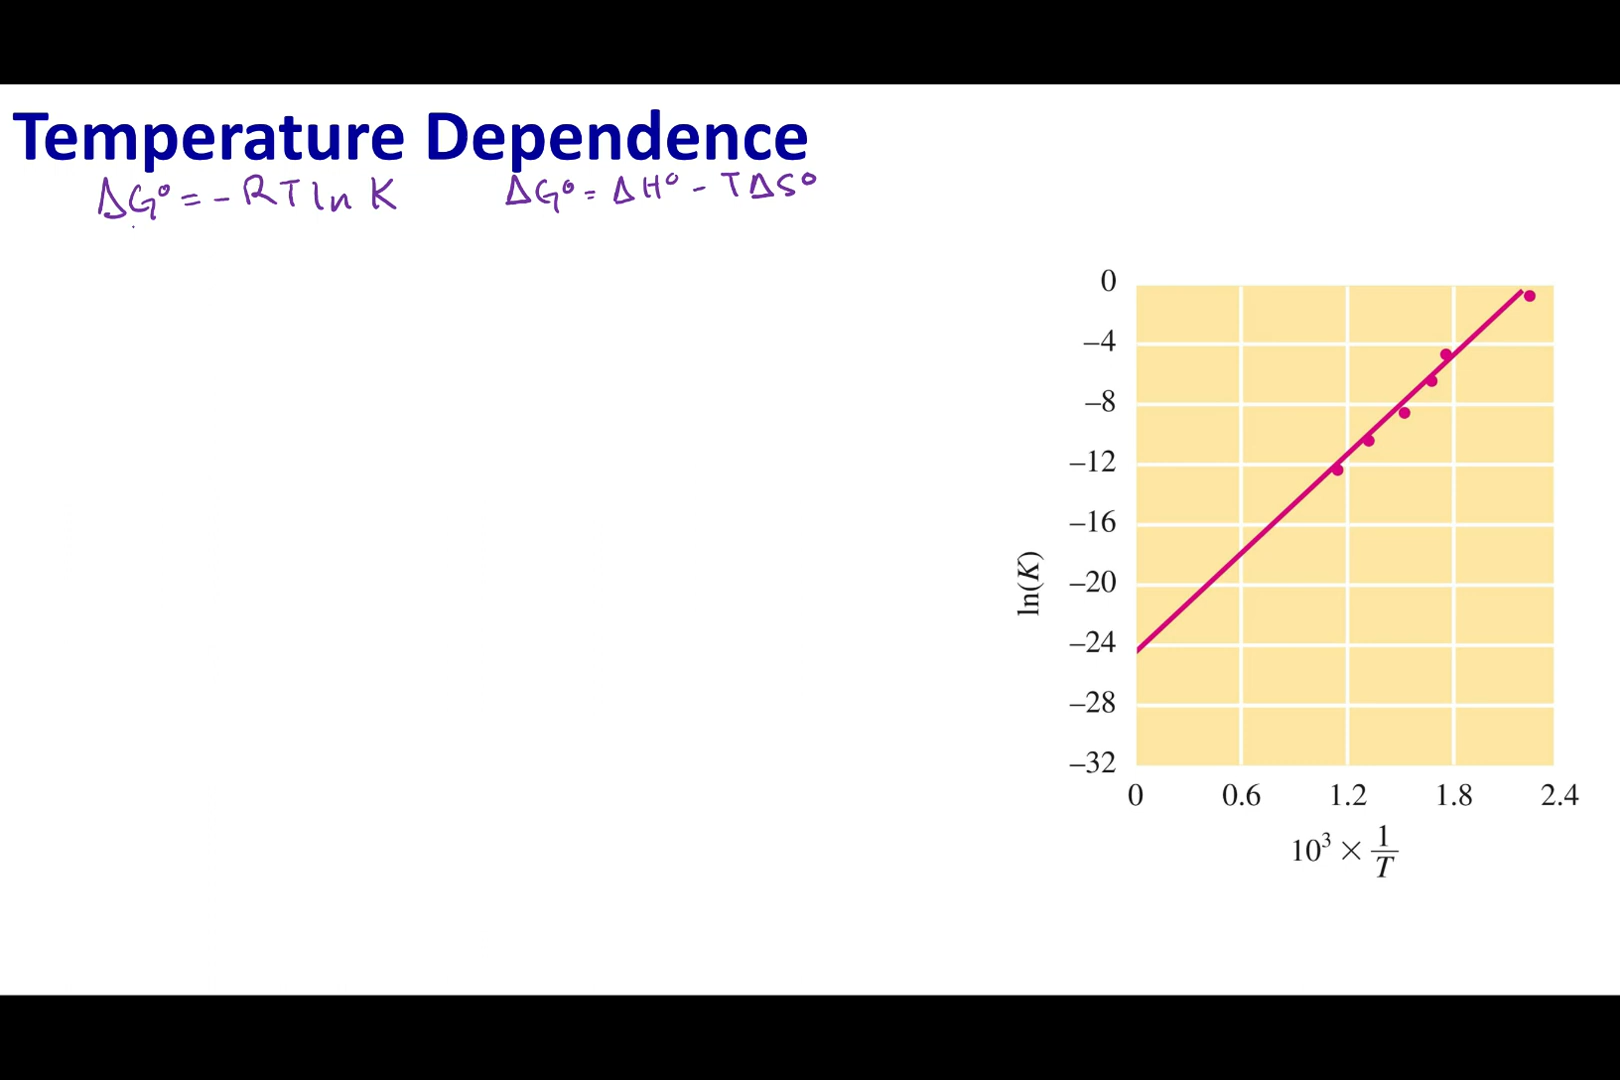 Temperature Dependence
ΔG° = - RT ln K    ΔG° = ΔH° - TΔS°
0
–4
–8
–12
–16
–20
–24
–28
–32
ln(K)
0 0.6 1.2 1.8 2.4
10³ × 1/T